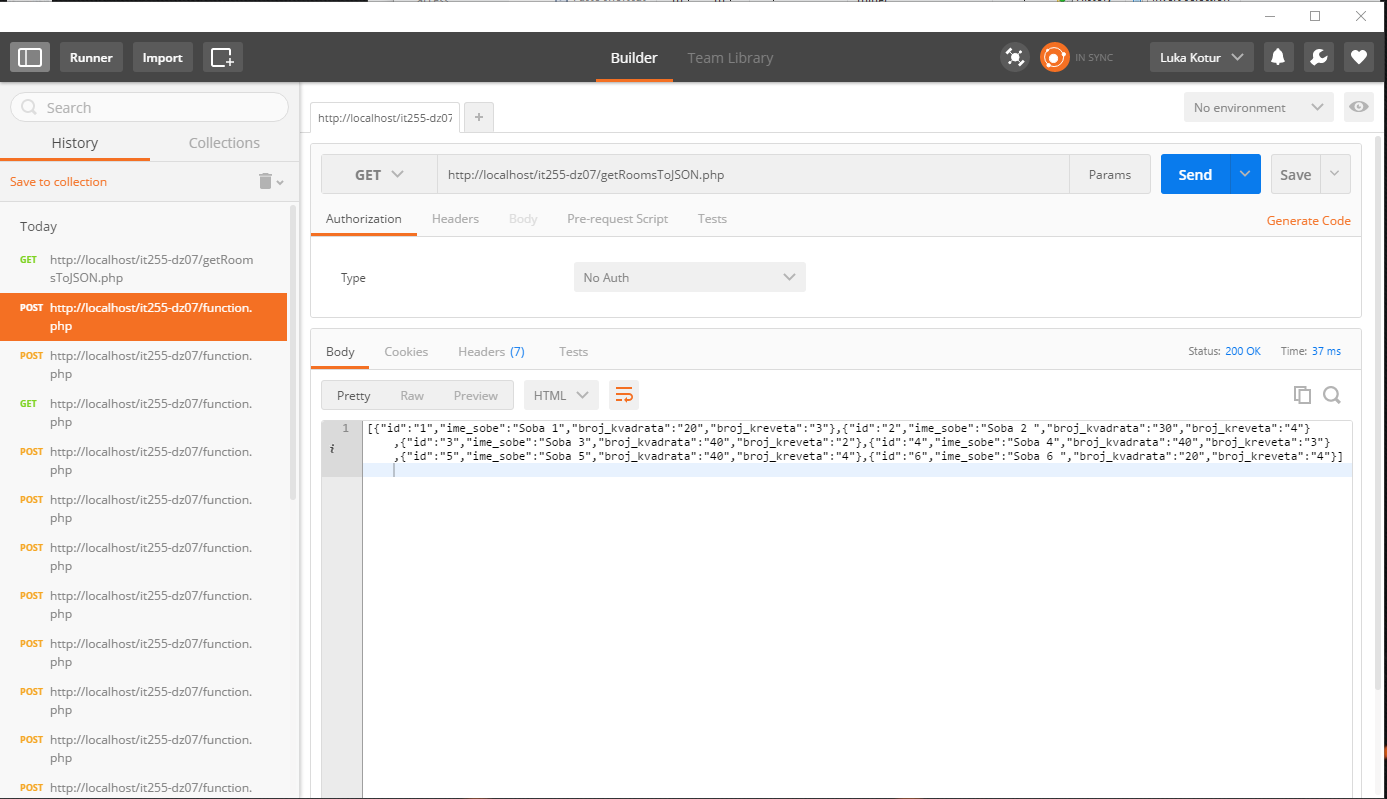 Runner
Import
Builder
Team Library
IN SYNC
Luka Kotur
Search
History
Collections
Save to collection
Today
GET http://localhost/it255-dz07/getRoom
sToJSON.php
POST http://localhost/it255-dz07/function.
php
POST http://localhost/it255-dz07/function.
php
GET http://localhost/it255-dz07/function.
php
POST http://localhost/it255-dz07/function.
php
POST http://localhost/it255-dz07/function.
php
POST http://localhost/it255-dz07/function.
php
POST http://localhost/it255-dz07/function.
php
POST http://localhost/it255-dz07/function.
php
POST http://localhost/it255-dz07/function.
php
POST http://localhost/it255-dz07/function.
php
POST http://localhost/it255-dz07/function.
http://localhost/it255-dz07
+
No environment
GET
http://localhost/it255-dz07/getRoomsToJSON.php
Params
Send
Save
Authorization
Headers
Body
Pre-request Script
Tests
Generate Code
Type
No Auth
Body
Cookies
Headers (7)
Tests
Status: 200 OK
Time: 37 ms
Pretty
Raw
Preview
HTML
1
i
[{"id":"1","ime_sobe":"Soba 1","broj_kvadrata":"20","broj_kreveta":"3"},{"id":"2","ime_sobe":"Soba 2 ","broj_kvadrata":"30","broj_kreveta":"4"}
,{"id":"3","ime_sobe":"Soba 3","broj_kvadrata":"40","broj_kreveta":"2"},{"id":"4","ime_sobe":"Soba 4","broj_kvadrata":"40","broj_kreveta":"3"}
,{"id":"5","ime_sobe":"Soba 5","broj_kvadrata":"40","broj_kreveta":"4"},{"id":"6","ime_sobe":"Soba 6 ","broj_kvadrata":"20","broj_kreveta":"4"}]